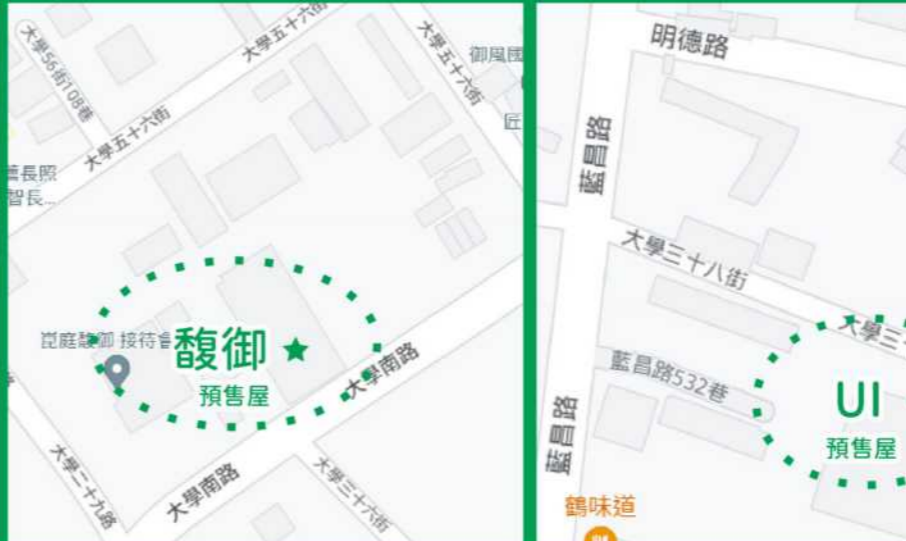 大學五十六街
大學56街108巷
大學五十六街
御風國
匠
大學五十六街
長照
智長...
崑庭馥御 接待會
馥御
預售屋
大學南路
大學二十九路
大學南路
大學三十六街
明德路
藍昌路
大學三十八街
大學三
藍昌路532巷
UI
預售屋
藍昌路
鶴味道